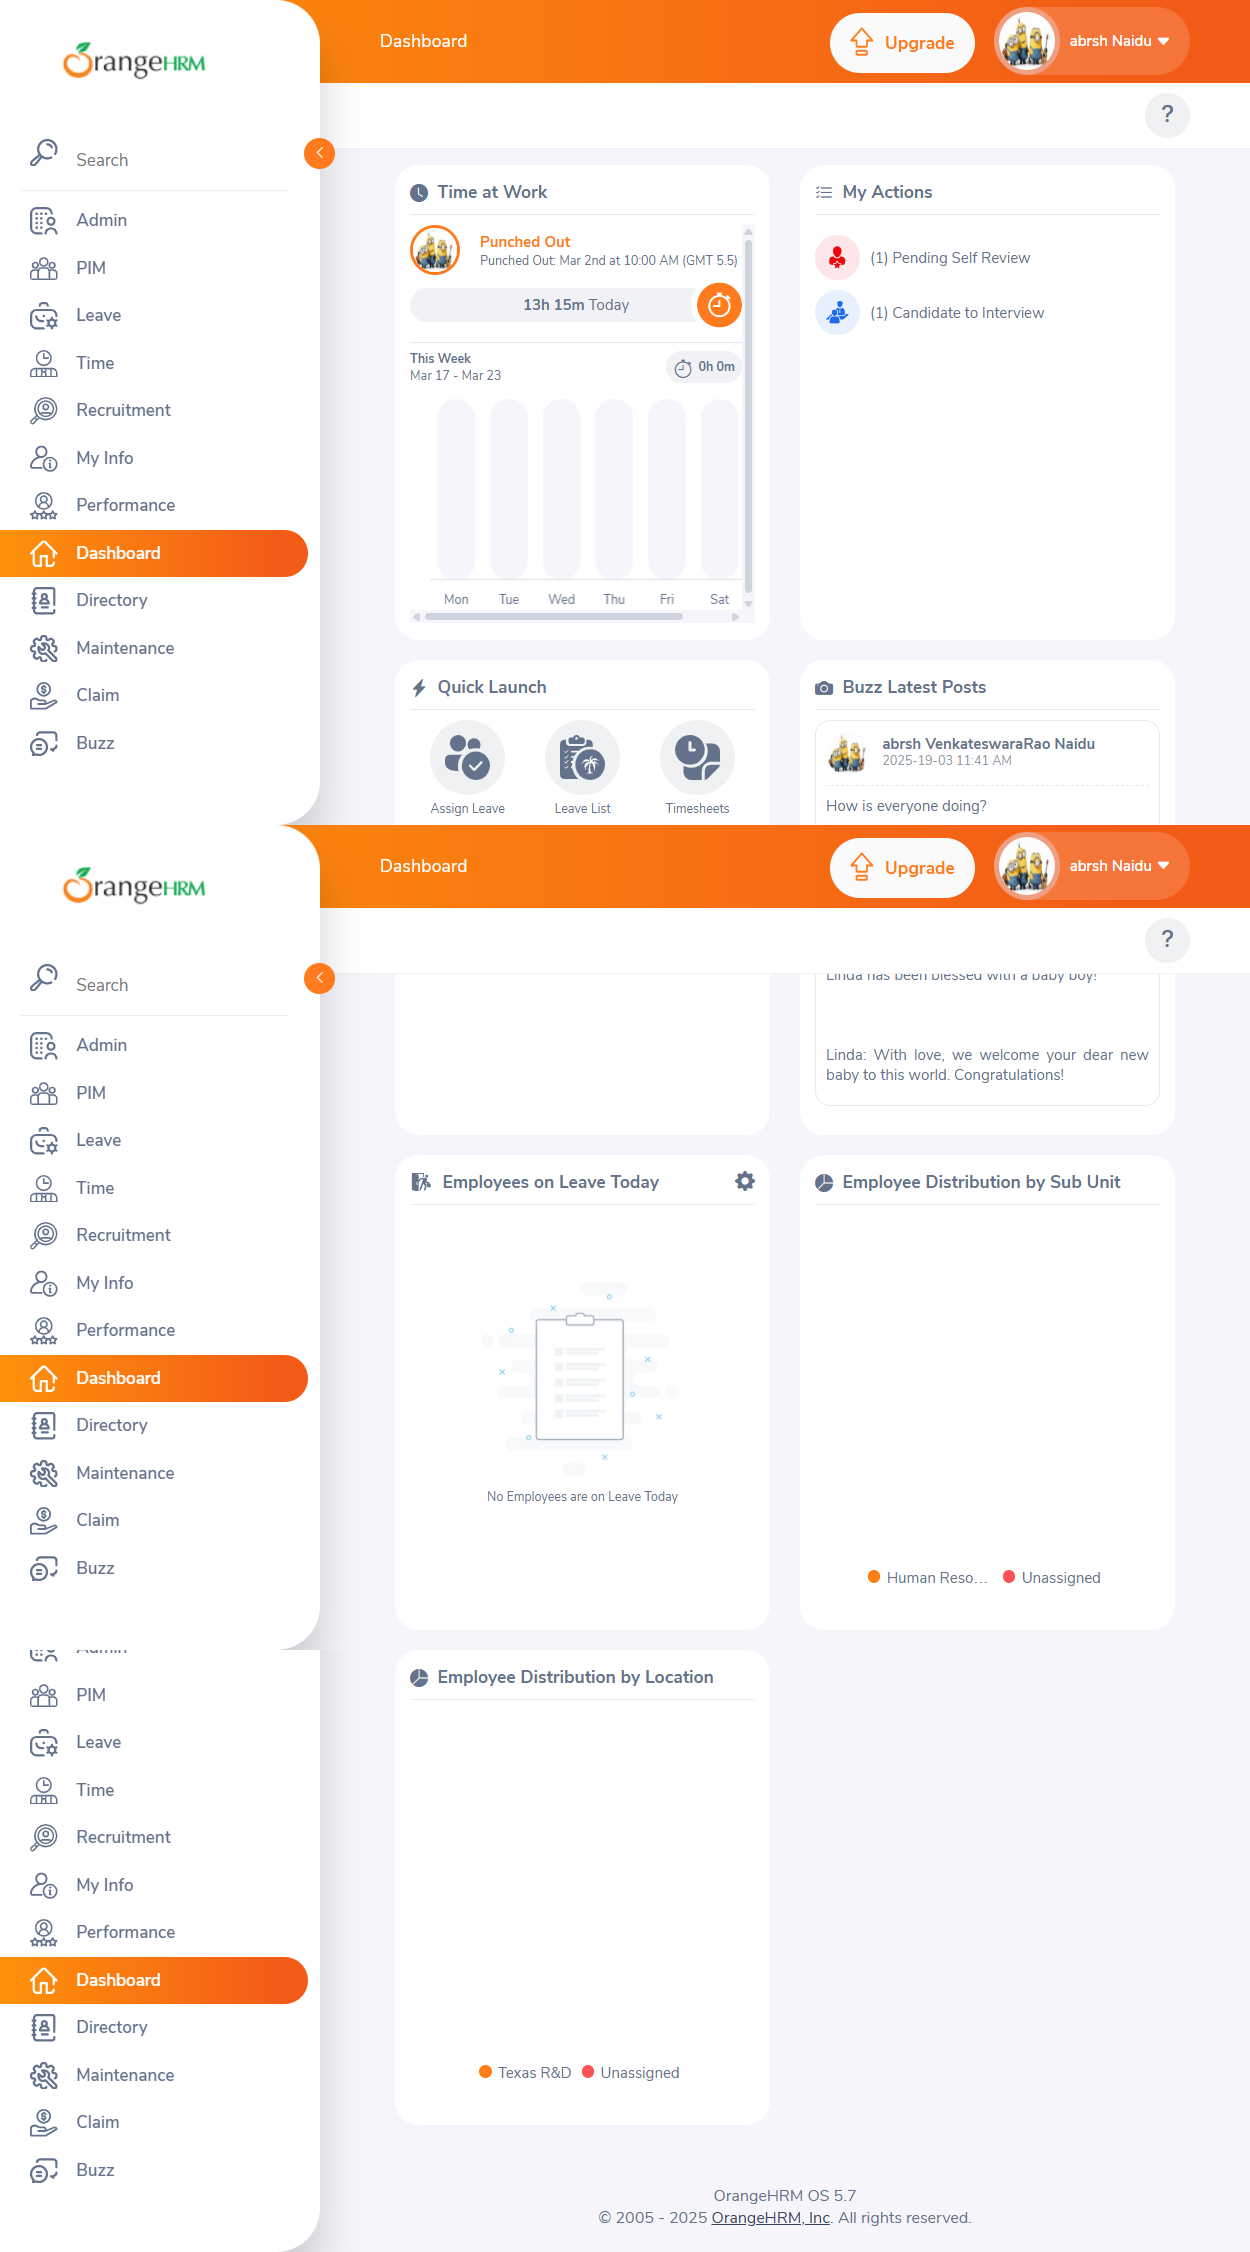 OrangeHRM
Dashboard
Upgrade
abrsh Naidu
?
Search
Admin
PIM
Leave
Time
Recruitment
My Info
Performance
Dashboard
Directory
Maintenance
Claim
Buzz
Time at Work
Punched Out
Punched Out: Mar 2nd at 10:00 AM (GMT 5.5)
13h 15m Today
This Week
Mar 17 - Mar 23
0h 0m
Mon Tue Wed Thu Fri Sat
My Actions
(1) Pending Self Review
(1) Candidate to Interview
Quick Launch
Assign Leave
Leave List
Timesheets
Buzz Latest Posts
abrsh VenkateswaraRao Naidu
2025-19-03 11:41 AM
How is everyone doing?
OrangeHRM
Dashboard
Upgrade
abrsh Naidu
?
Search
Admin
PIM
Leave
Time
Recruitment
My Info
Performance
Dashboard
Directory
Maintenance
Claim
Buzz
Linda has been blessed with a baby boy!
Linda: With love, we welcome your dear new
baby to this world. Congratulations!
Employees on Leave Today
No Employees are on Leave Today
Employee Distribution by Sub Unit
Human Reso...
Unassigned
Admin
PIM
Leave
Time
Recruitment
My Info
Performance
Dashboard
Directory
Maintenance
Claim
Buzz
Employee Distribution by Location
Texas R&D
Unassigned
OrangeHRM OS 5.7
© 2005 - 2025 OrangeHRM, Inc. All rights reserved.